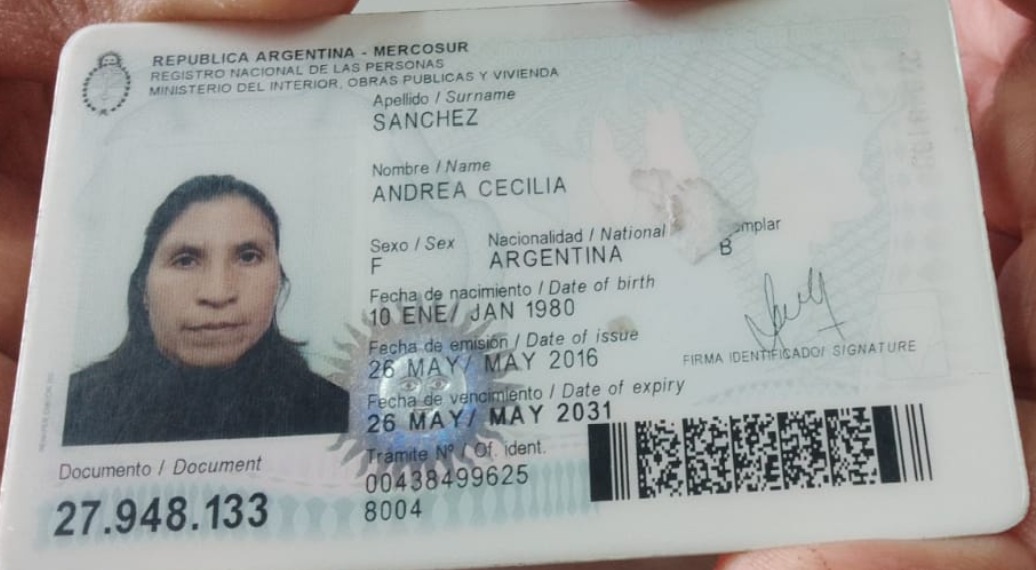 REPUBLICA ARGENTINA - MERCOSUR
REGISTRO NACIONAL DE LAS PERSONAS
MINISTERIO DEL INTERIOR, OBRAS PUBLICAS Y VIVIENDA
Apellido / Surname
SANCHEZ
Nombre / Name
ANDREA CECILIA
Sexo / Sex Nacionalidad / National mplar
F ARGENTINA B
Fecha de nacimiento / Date of birth
10 ENE/ JAN 1980
Fecha de emisión / Date of issue
26 MAY/ MAY 2016
FIRMA IDENTIFICADO/ SIGNATURE
Fecha de vencimiento / Date of expiry
26 MAY/ MAY 2031
Trámite Nº / Of. ident.
00438499625
8004
Documento / Document
27.948.133